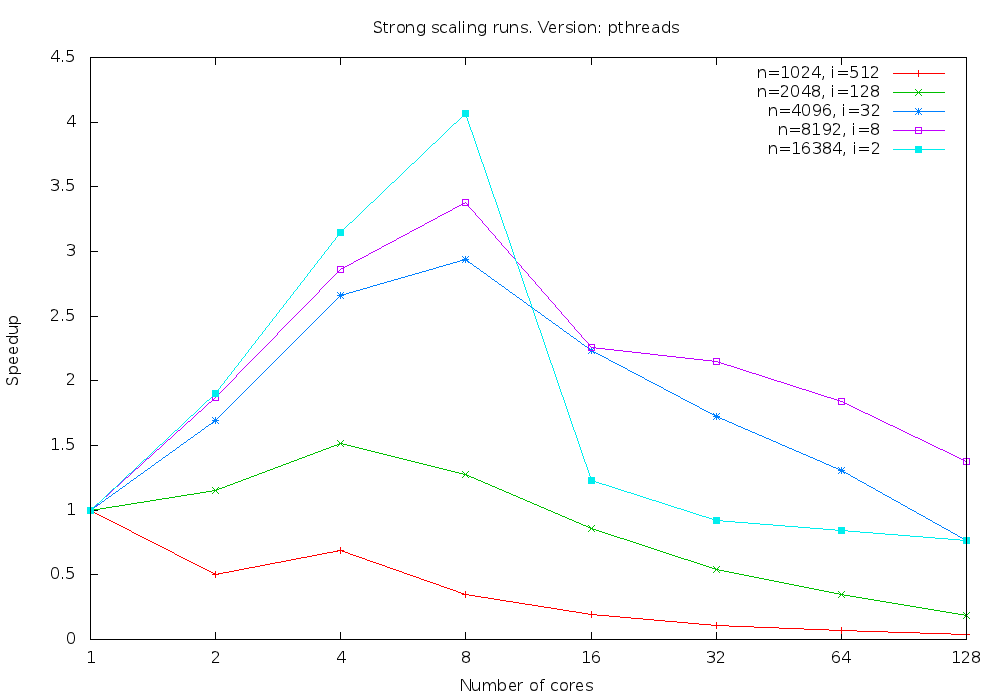 Strong scaling runs. Version: pthreads
4.5
4
3.5
3
2.5
2
1.5
1
0.5
0
Speedup
n=1024, i=512
n=2048, i=128
n=4096, i=32
n=8192, i=8
n=16384, i=2
1 2 4 8 16 32 64 128
Number of cores